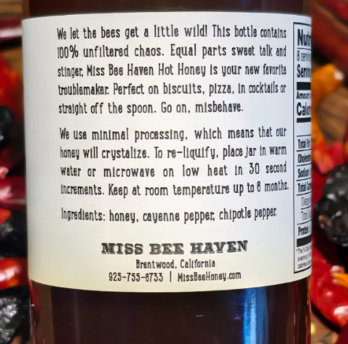 We let the bees get a little wild! This bottle contains
100% unfiltered chaos. Equal parts sweet talk and
stinger, Miss Bee Haven Hot Honey is your new favorite
troublemaker. Perfect on biscuits, pizza, in cocktails or
straight off the spoon. Go on, misbehave.
We use minimal processing, which means that our
honey will crystalize. To re-liquify, place jar in warm
water or microwave on low heat in 30 second
increments. Keep at room temperature up to 6 months.
Ingredients: honey, cayenne pepper, chipotle pepper.
MISS BEE HAVEN
Brentwood, California
925-755-8733 | MissBeeHoney.com